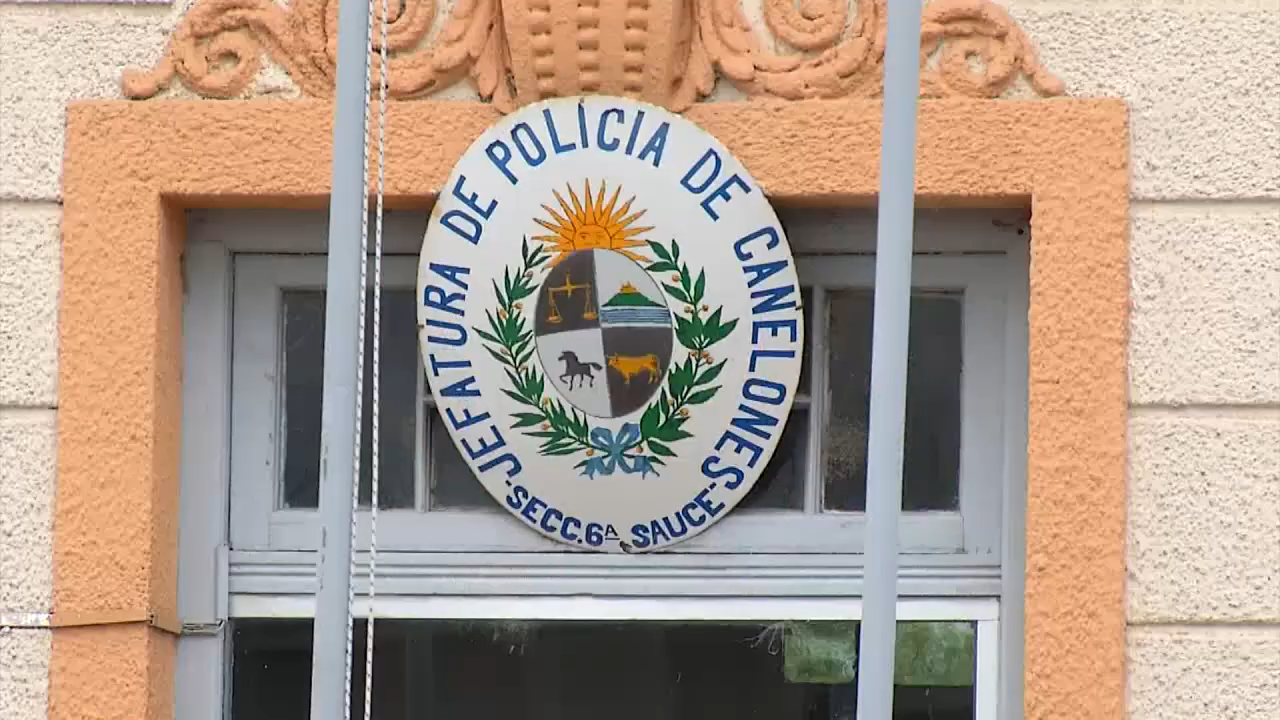 JEFATURA DE POLICIA DE CANELONES
-SECC. 6ª SAUCE-